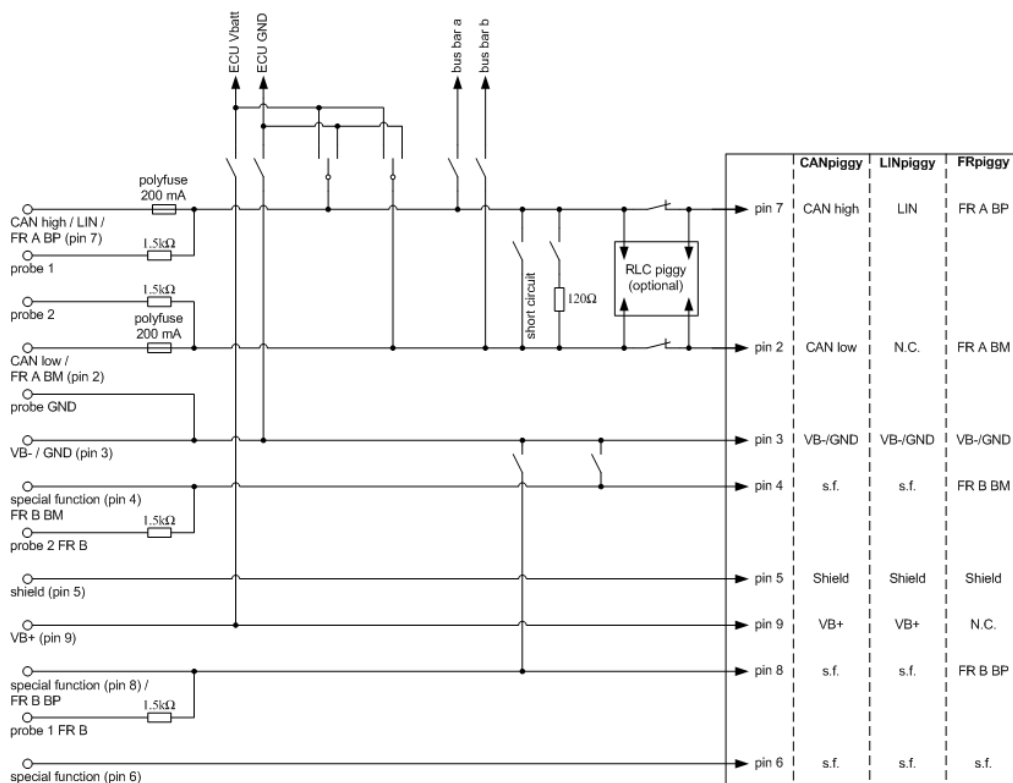 ECU Vbatt
ECU GND
bus bar a
bus bar b
CANpiggy LINpiggy FRpiggy
polyfuse
200 mA
CAN high / LIN /
FR A BP (pin 7)
pin 7 CAN high LIN FR A BP
1.5kΩ
probe 1
short circuit
120Ω
RLC piggy
(optional)
1.5kΩ
probe 2
polyfuse
200 mA
CAN low /
FR A BM (pin 2)
pin 2 CAN low N.C. FR A BM
probe GND
VB- / GND (pin 3)
pin 3 VB-/GND VB-/GND VB-/GND
special function (pin 4)
FR B BM
pin 4 s.f. s.f. FR B BM
1.5kΩ
probe 2 FR B
shield (pin 5)
pin 5 Shield Shield Shield
VB+ (pin 9)
pin 9 VB+ VB+ N.C.
special function (pin 8) /
FR B BP
pin 8 s.f. s.f. FR B BP
1.5kΩ
probe 1 FR B
special function (pin 6)
pin 6 s.f. s.f. s.f.